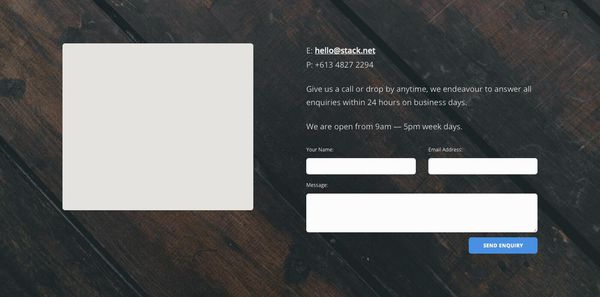 E: hello@stack.net
P: +613 4827 2294
Give us a call or drop by anytime, we endeavour to answer all
enquiries within 24 hours on business days.
We are open from 9am — 5pm week days.
Your Name: Email Address:
Message:
SEND ENQUIRY